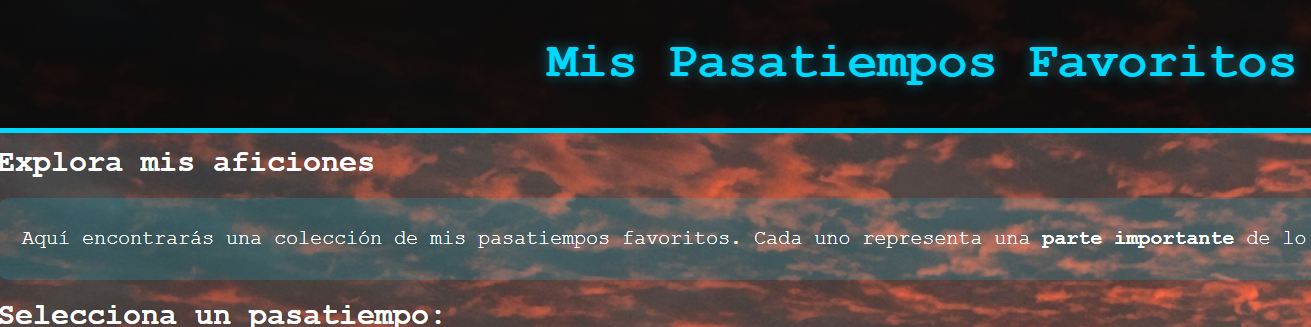 Mis Pasatiempos Favoritos
Explora mis aficiones
Aquí encontrarás una colección de mis pasatiempos favoritos. Cada uno representa una parte importante de lo
Selecciona un pasatiempo: